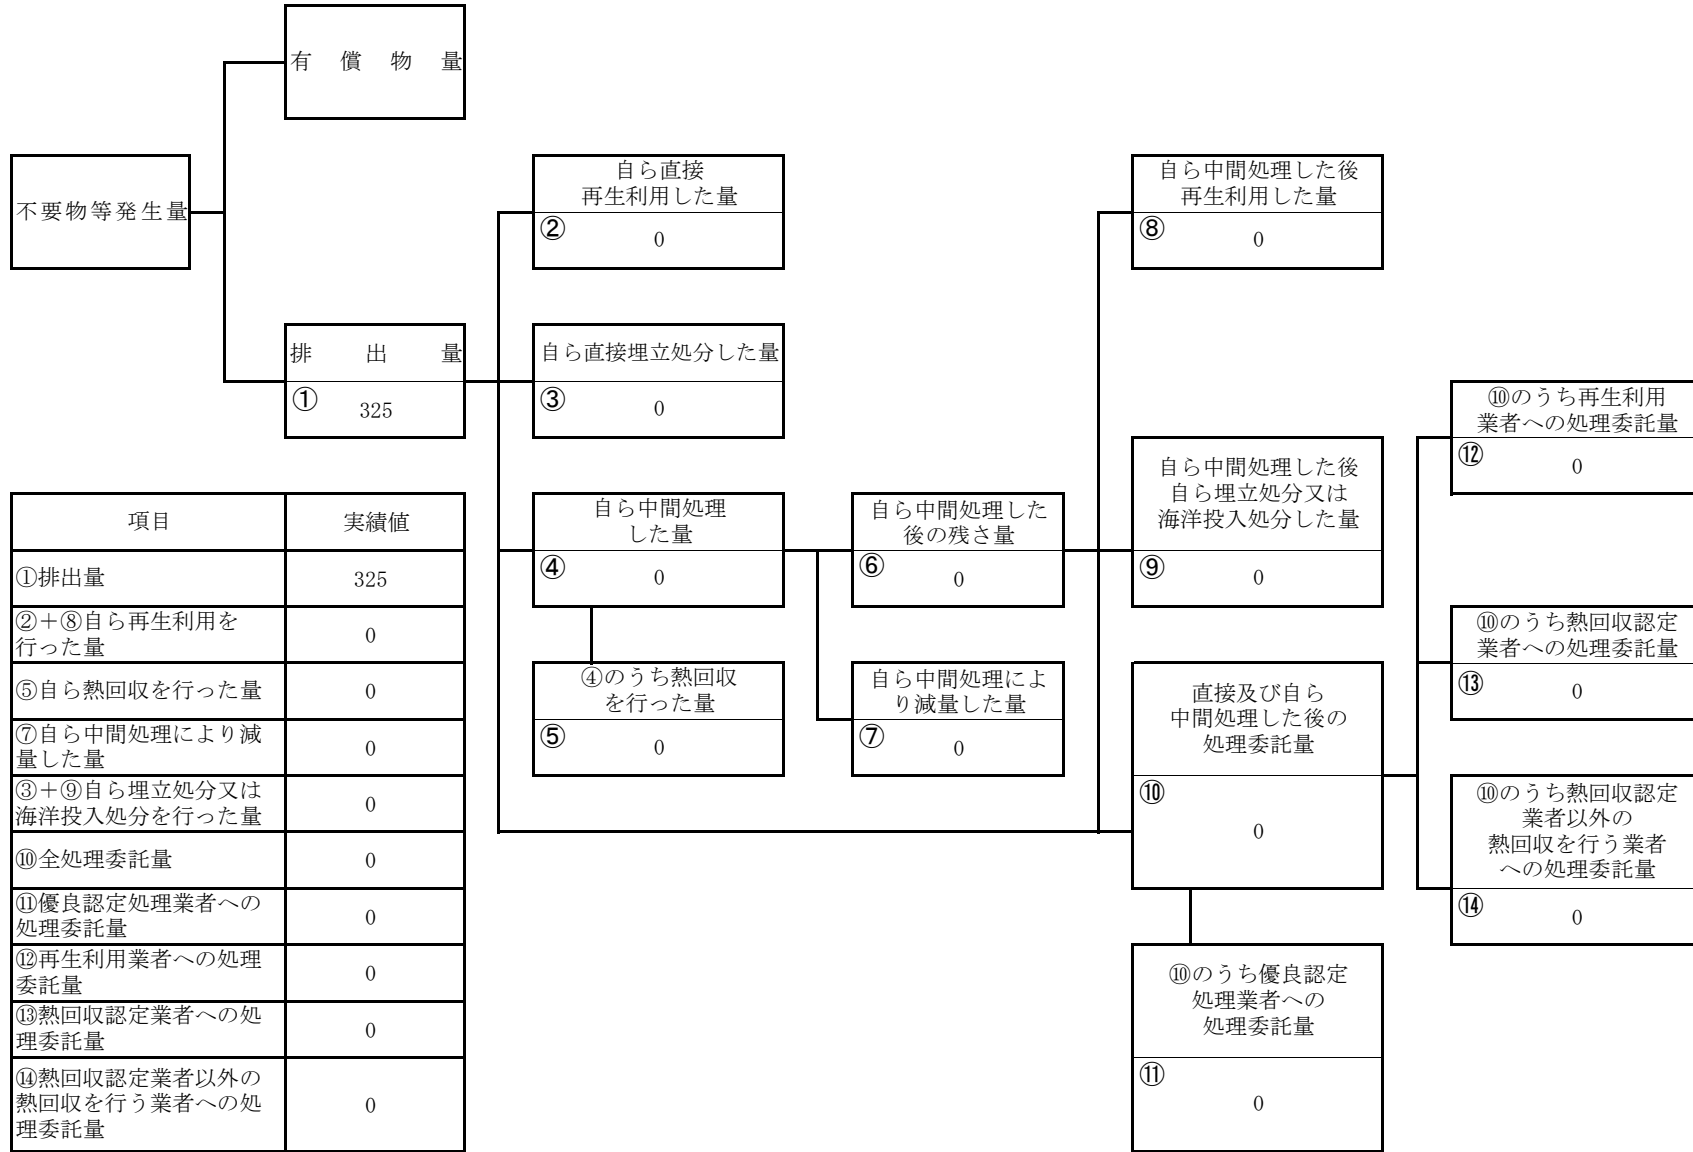 有償物量
不要物等発生量
自ら直接
再生利用した量
②
0
自ら中間処理した後
再生利用した量
⑧
0
排出量
①
325
自ら直接埋立処分した量
③
0
⑩のうち再生利用
業者への処理委託量
⑫
0
自ら中間処理した後
自ら埋立処分又は
海洋投入処分した量
⑨
0
自ら中間処理
した量
④
0
自ら中間処理した
後の残さ量
⑥
0
⑩のうち熱回収認定
業者への処理委託量
⑬
0
④のうち熱回収
を行った量
⑤
0
自ら中間処理によ
り減量した量
⑦
0
直接及び自ら
中間処理した後の
処理委託量
⑩
0
⑩のうち熱回収認定
業者以外の
熱回収を行う業者
への処理委託量
⑭
0
⑩のうち優良認定
処理業者への
処理委託量
⑪
0
項目 実績値
①排出量 325
②+⑧自ら再生利用を
行った量 0
⑤自ら熱回収を行った量 0
⑦自ら中間処理により減
量した量 0
③+⑨自ら埋立処分又は
海洋投入処分を行った量 0
⑩全処理委託量 0
⑪優良認定処理業者への
処理委託量 0
⑫再生利用業者への処理
委託量 0
⑬熱回収認定業者への処
理委託量 0
⑭熱回収認定業者以外の
熱回収を行う業者への処
理委託量 0